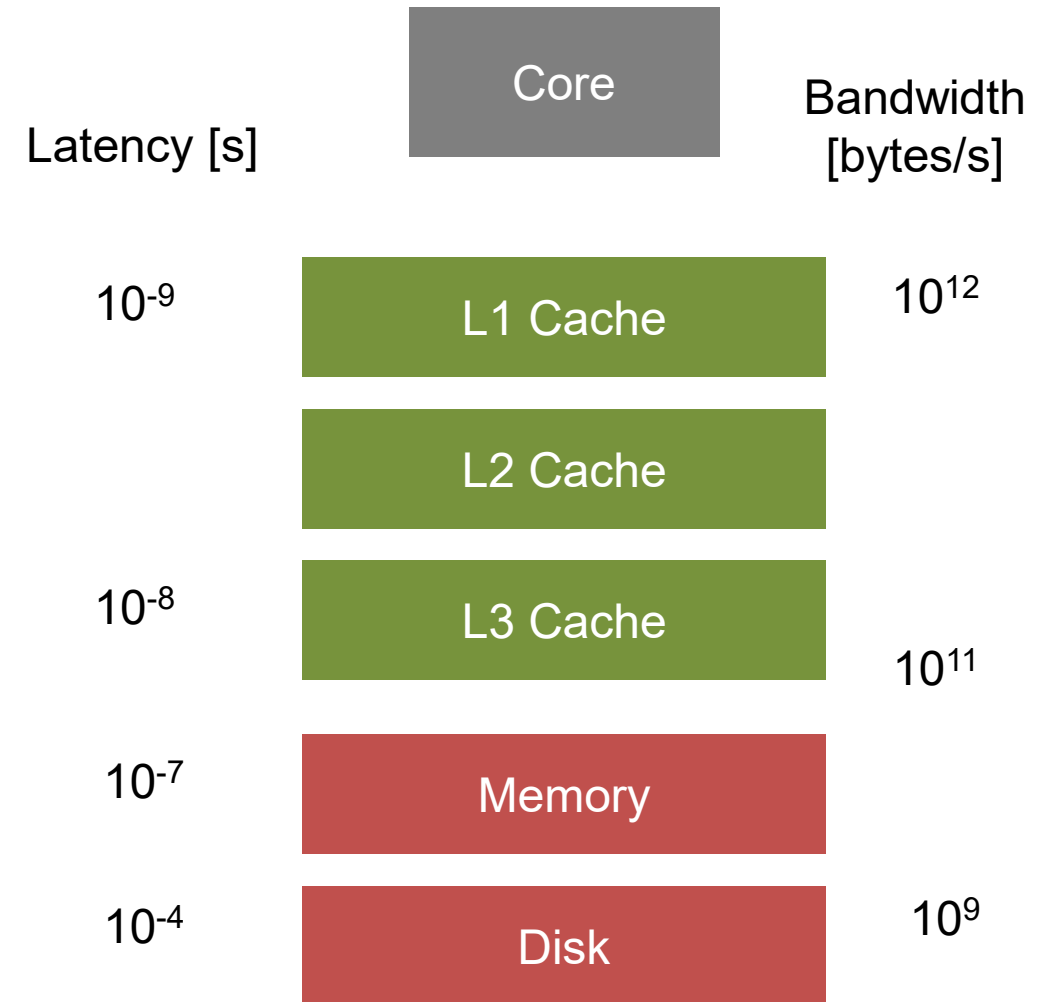 Core
Latency [s]
Bandwidth
[bytes/s]
10⁻⁹
L1 Cache
10¹²
L2 Cache
10⁻⁸
L3 Cache
10¹¹
10⁻⁷
Memory
10⁻⁴
Disk
10⁹